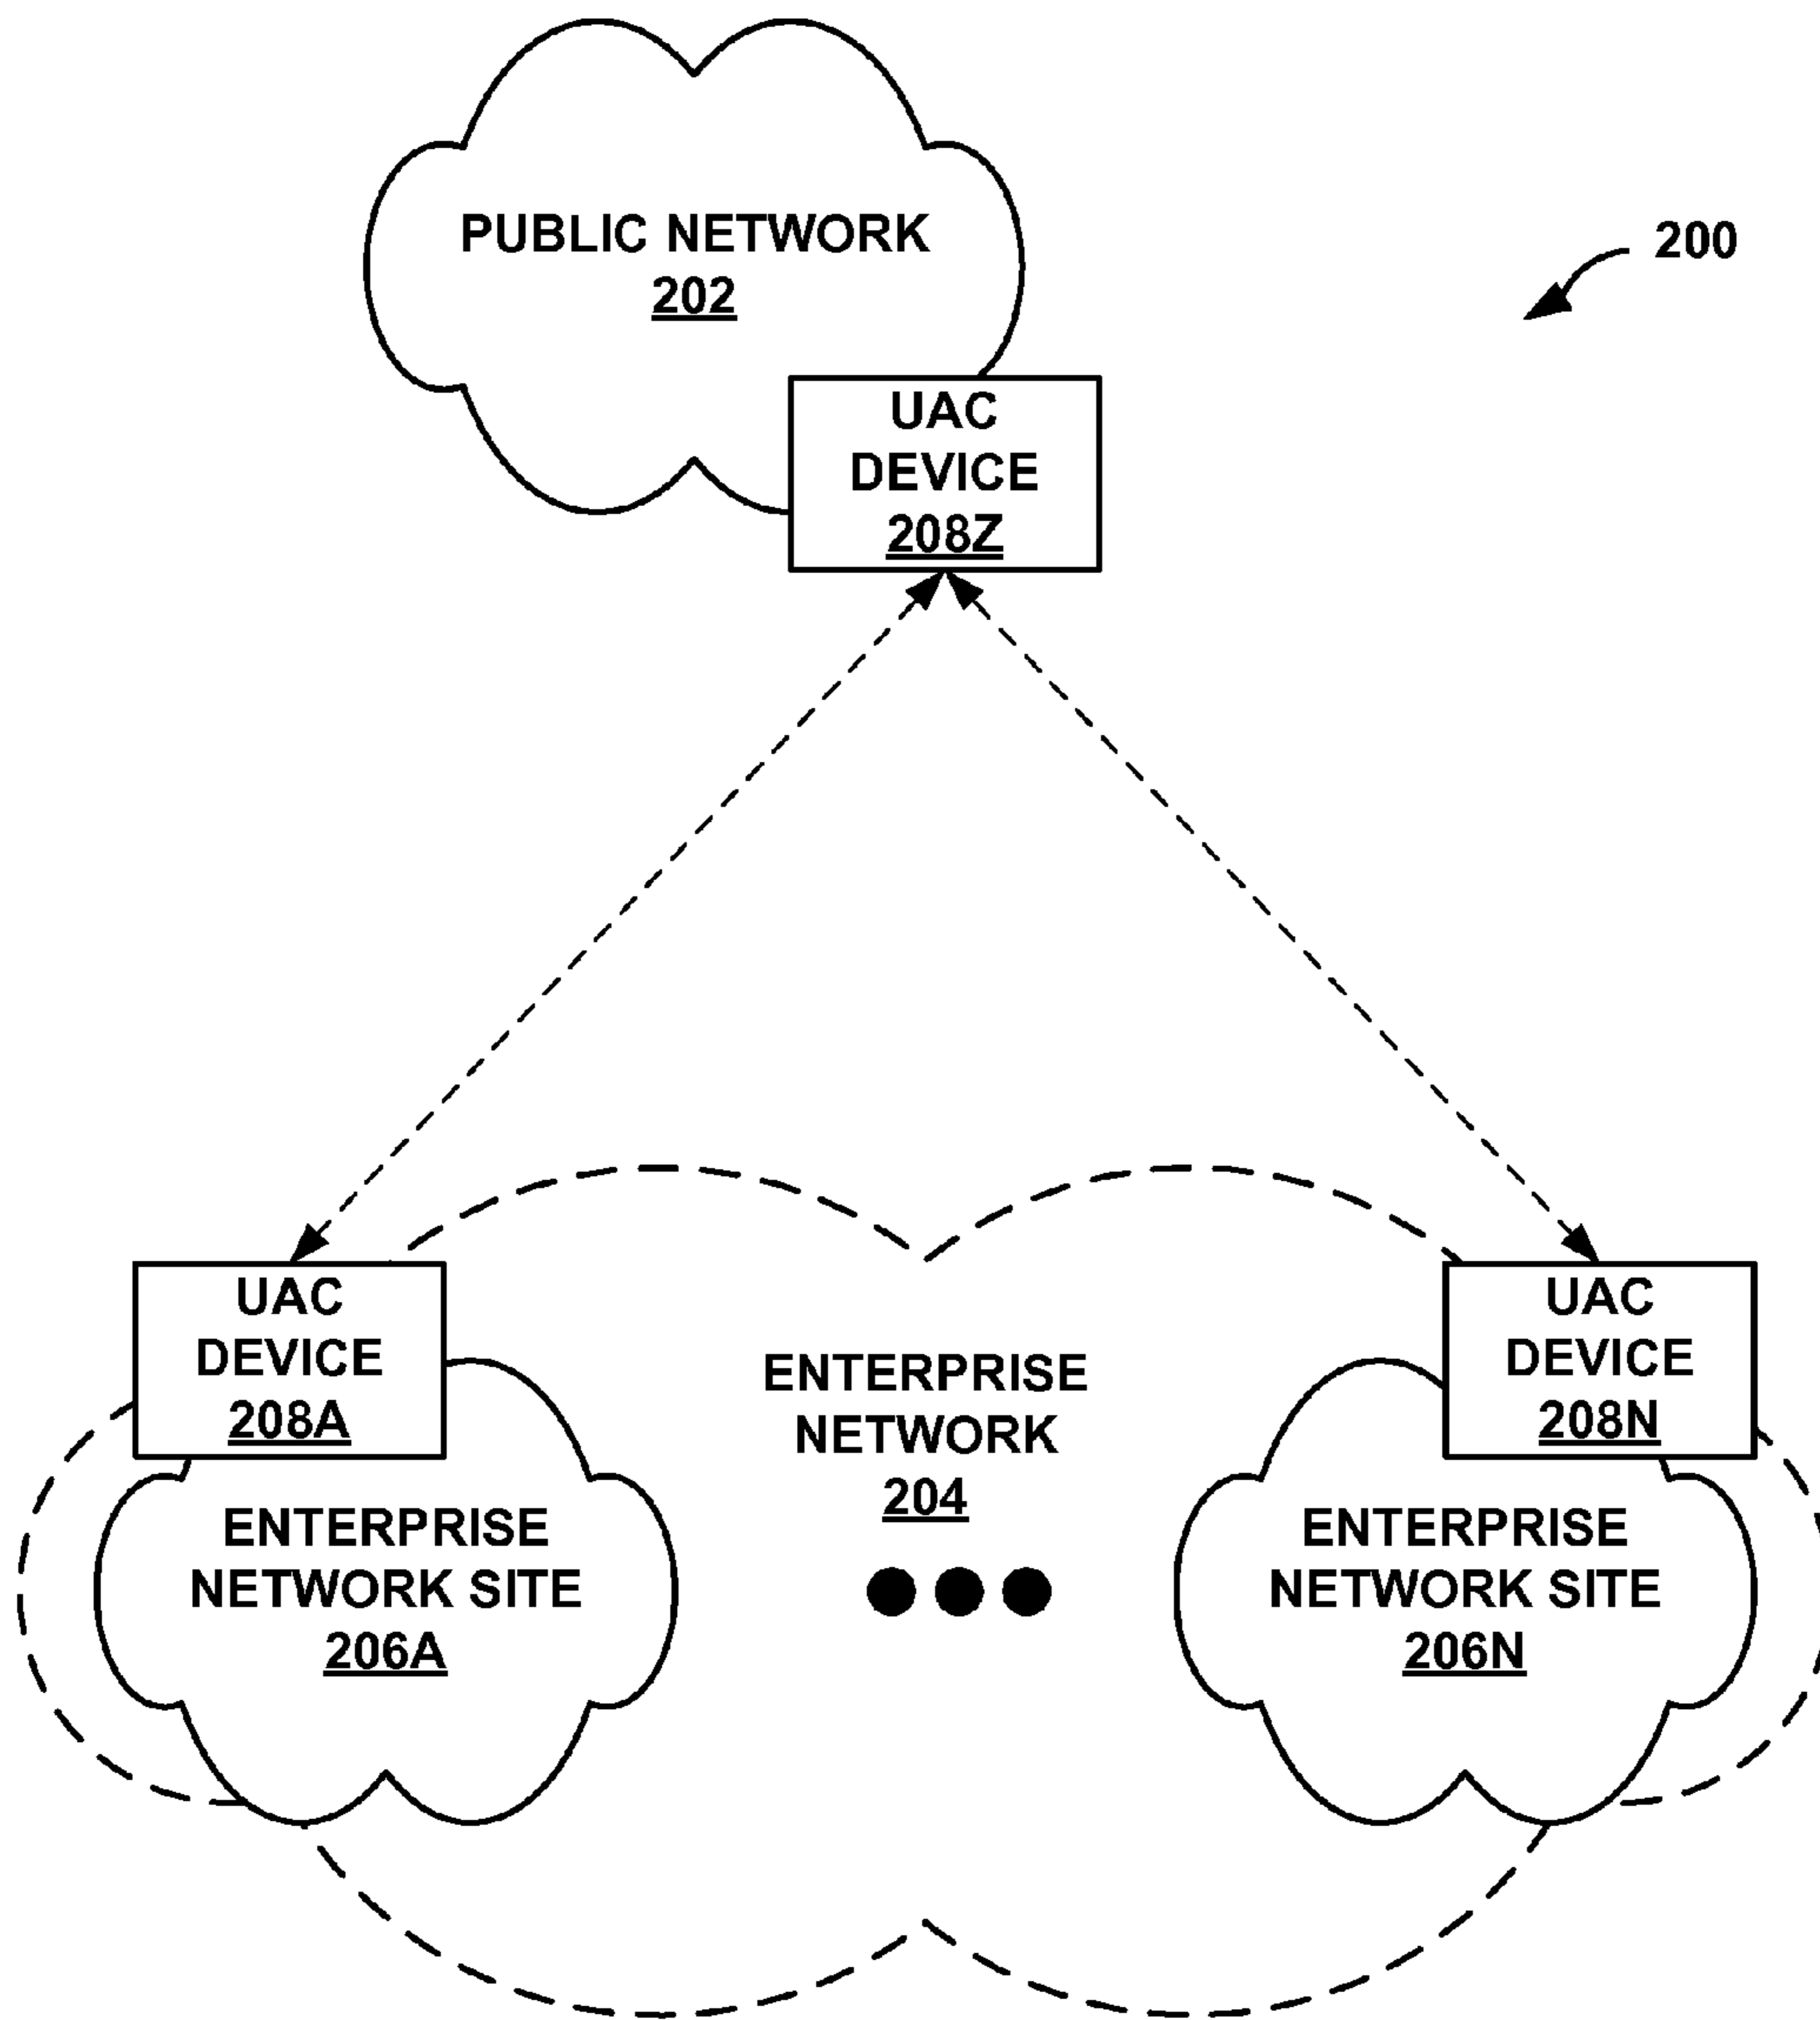 PUBLIC NETWORK
202
200
UAC
DEVICE
208Z
UAC
DEVICE
208A
ENTERPRISE
NETWORK
204
UAC
DEVICE
208N
ENTERPRISE
NETWORK SITE
206A
ENTERPRISE
NETWORK SITE
206N